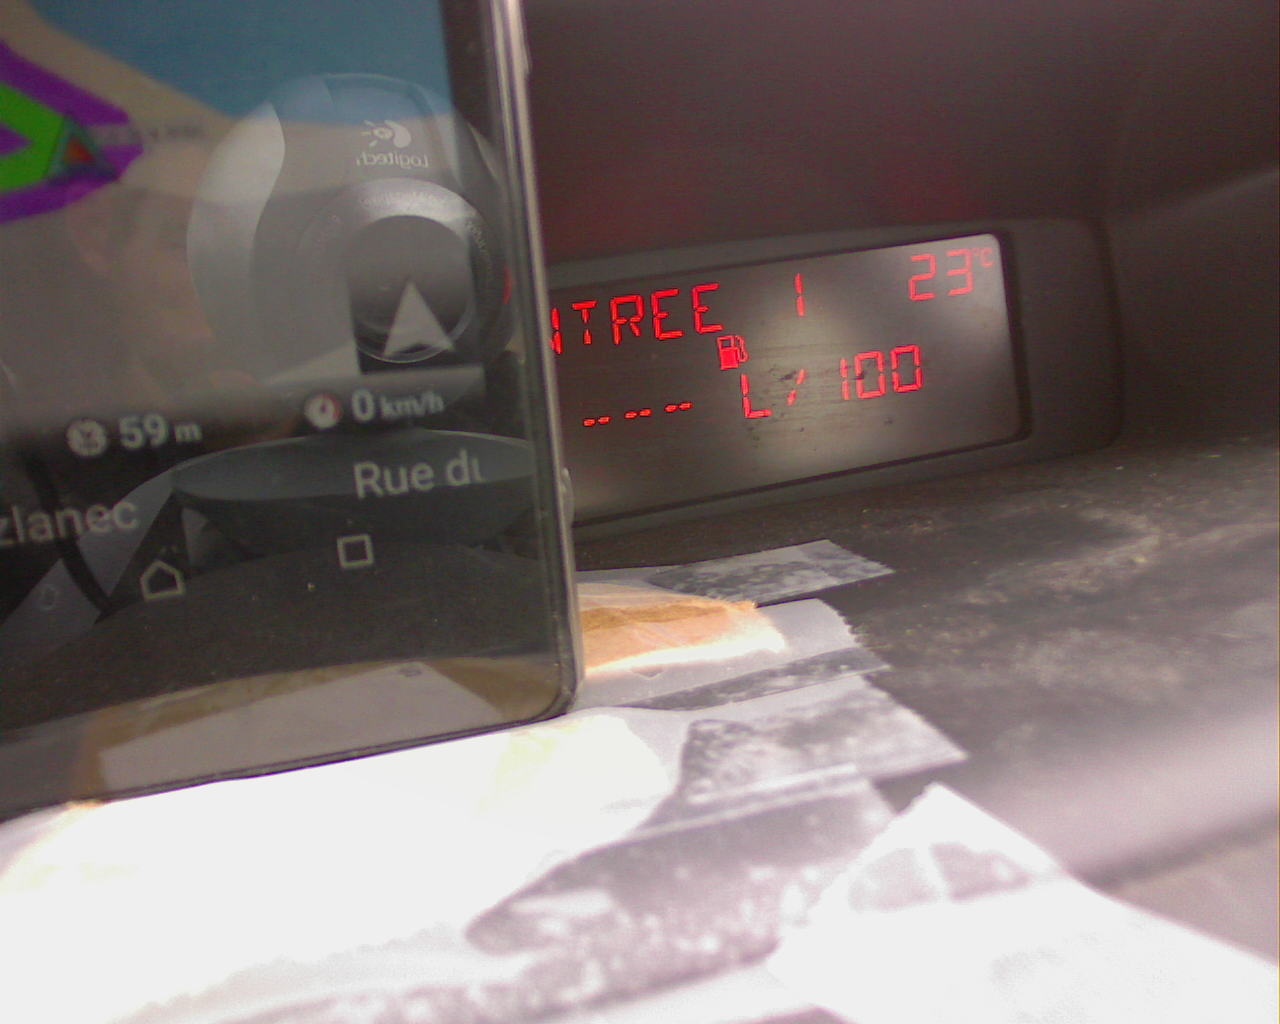 Logitech
59 m
0 km/h
Rue du
zlanec
NTREE 1 23°C
---- L/100